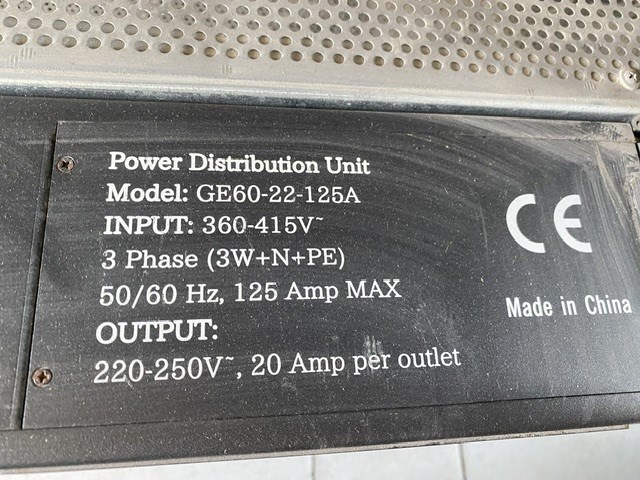 Power Distribution Unit
Model: GE60-22-125A
INPUT: 360-415V~
3 Phase (3W+N+PE)
50/60 Hz, 125 Amp MAX
OUTPUT:
220-250V~, 20 Amp per outlet
CE
Made in China